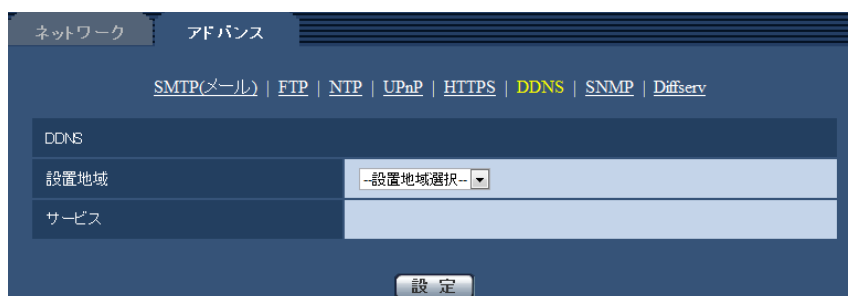 ネットワーク アドバンス
SMTP(メール) | FTP | NTP | UPnP | HTTPS | DDNS | SNMP | Diffserv
DDNS
設置地域 --設置地域選択--
サービス
設 定